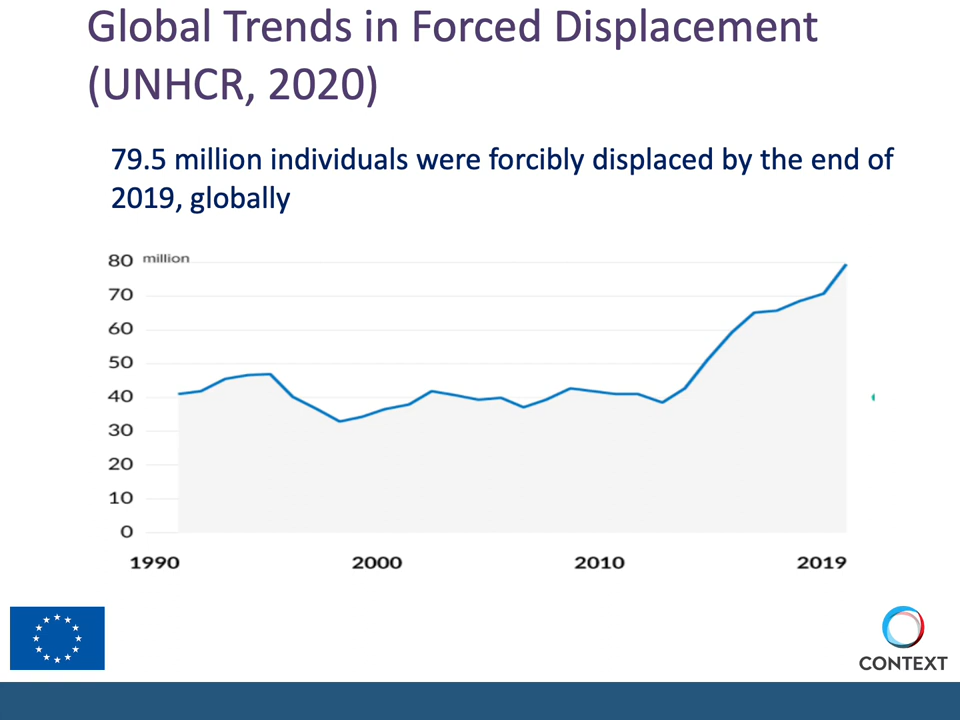 Global Trends in Forced Displacement
(UNHCR, 2020)
79.5 million individuals were forcibly displaced by the end of
2019, globally
80 million
70
60
50
40
30
20
10
0
1990 2000 2010 2019
CONTEXT